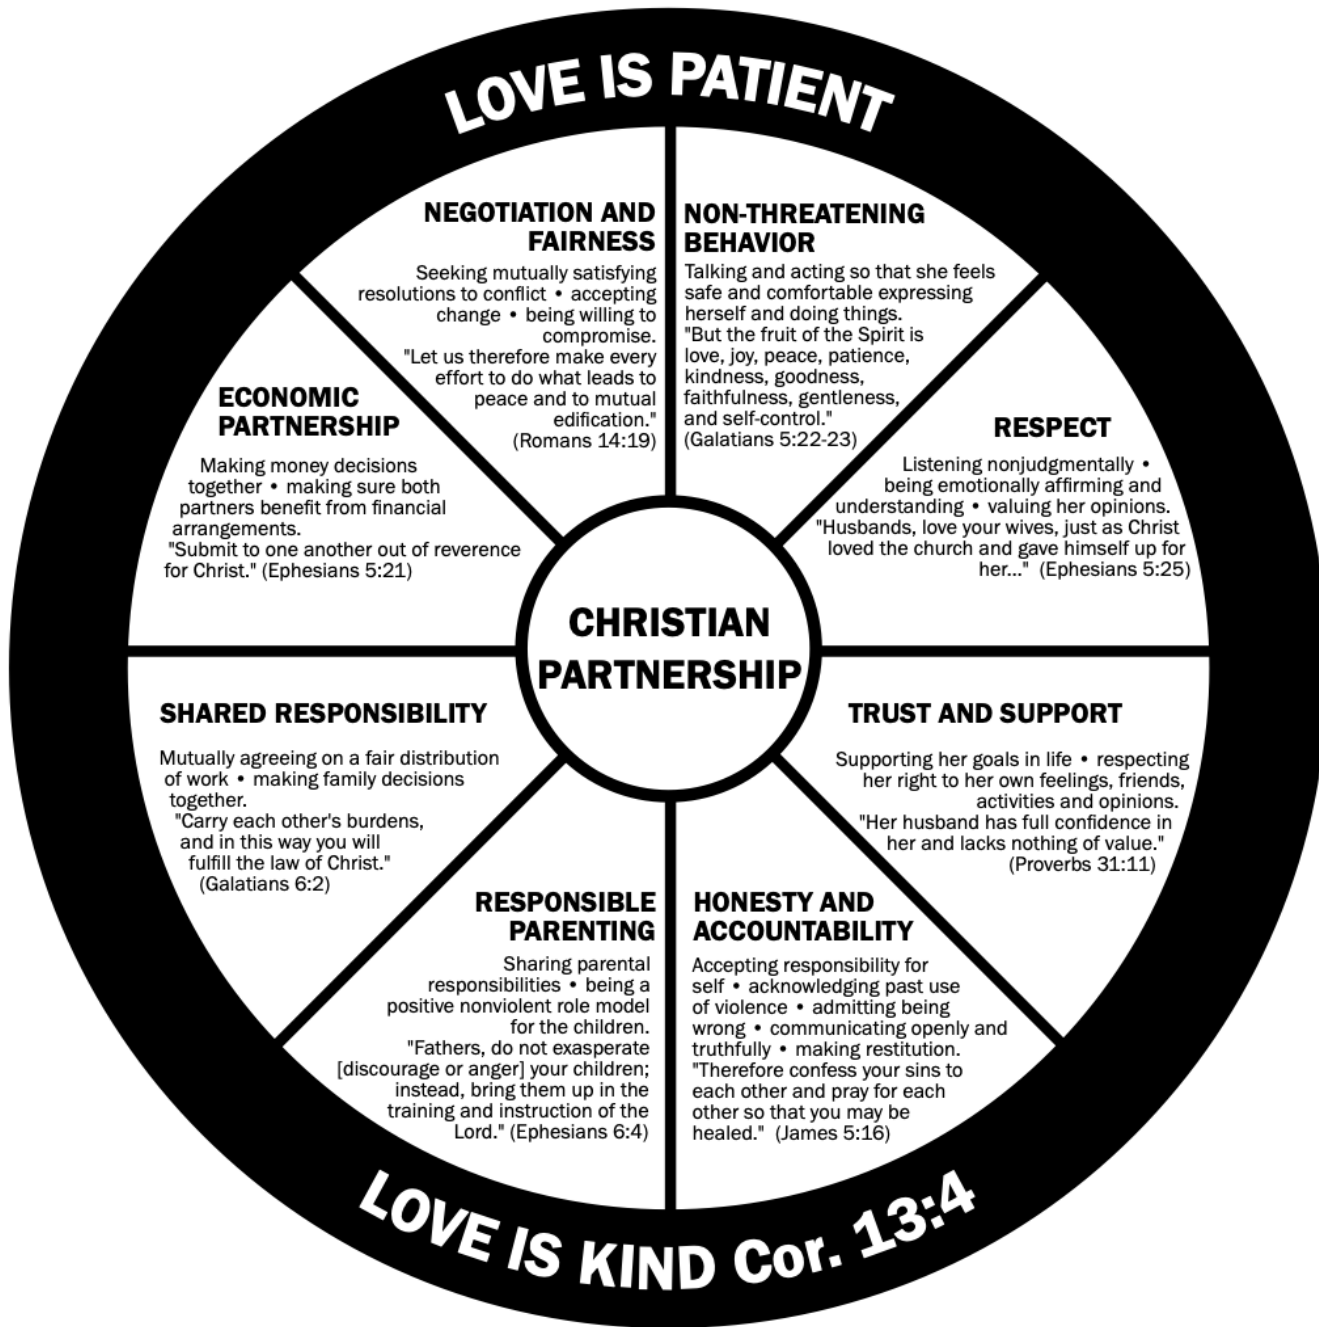 LOVE IS PATIENT
NEGOTIATION AND
FAIRNESS
Seeking mutually satisfying
resolutions to conflict • accepting
change • being willing to
compromise.
"Let us therefore make every
effort to do what leads to
peace and to mutual
edification."
(Romans 14:19)
NON-THREATENING
BEHAVIOR
Talking and acting so that she feels
safe and comfortable expressing
herself and doing things.
"But the fruit of the Spirit is
love, joy, peace, patience,
kindness, goodness,
faithfulness, gentleness,
and self-control."
(Galatians 5:22-23)
ECONOMIC
PARTNERSHIP
Making money decisions
together • making sure both
partners benefit from financial
arrangements.
"Submit to one another out of reverence
for Christ." (Ephesians 5:21)
RESPECT
Listening nonjudgmentally •
being emotionally affirming and
understanding • valuing her opinions.
"Husbands, love your wives, just as Christ
loved the church and gave himself up for
her..." (Ephesians 5:25)
CHRISTIAN
PARTNERSHIP
SHARED RESPONSIBILITY
Mutually agreeing on a fair distribution
of work • making family decisions
together.
"Carry each other's burdens,
and in this way you will
fulfill the law of Christ."
(Galatians 6:2)
TRUST AND SUPPORT
Supporting her goals in life • respecting
her right to her own feelings, friends,
activities and opinions.
"Her husband has full confidence in
her and lacks nothing of value."
(Proverbs 31:11)
RESPONSIBLE
PARENTING
Sharing parental
responsibilities • being a
positive nonviolent role model
for the children.
"Fathers, do not exasperate
[discourage or anger] your children;
instead, bring them up in the
training and instruction of the
Lord." (Ephesians 6:4)
HONESTY AND
ACCOUNTABILITY
Accepting responsibility for
self • acknowledging past use
of violence • admitting being
wrong • communicating openly and
truthfully • making restitution.
"Therefore confess your sins to
each other and pray for each
other so that you may be
healed." (James 5:16)
LOVE IS KIND Cor. 13:4